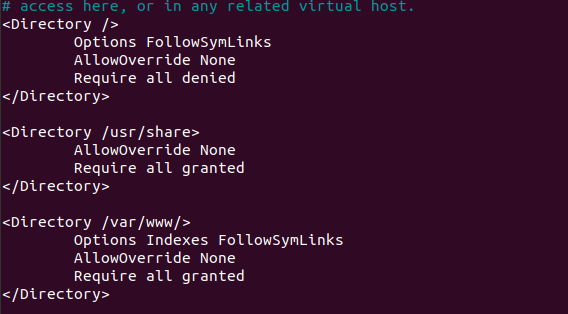 # access here, or in any related virtual host.
<Directory />
        Options FollowSymLinks
        AllowOverride None
        Require all denied
</Directory>

<Directory /usr/share>
        AllowOverride None
        Require all granted
</Directory>

<Directory /var/www/>
        Options Indexes FollowSymLinks
        AllowOverride None
        Require all granted
</Directory>